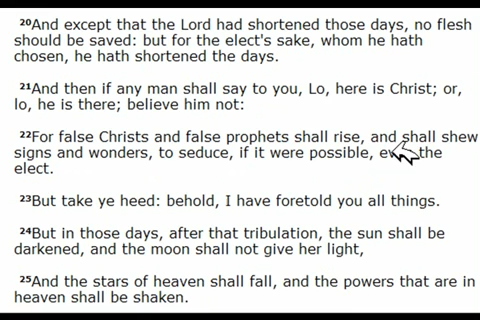 20And except that the Lord had shortened those days, no flesh
should be saved: but for the elect's sake, whom he hath
chosen, he hath shortened the days.
21And then if any man shall say to you, Lo, here is Christ; or,
lo, he is there; believe him not:
22For false Christs and false prophets shall rise, and shall shew
signs and wonders, to seduce, if it were possible, the
elect.
23But take ye heed: behold, I have foretold you all things.
24But in those days, after that tribulation, the sun shall be
darkened, and the moon shall not give her light,
25And the stars of heaven shall fall, and the powers that are in
heaven shall be shaken.